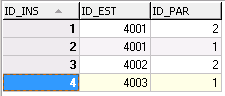 ID_INS ID_EST ID_PAR
1 4001 2
2 4001 1
3 4002 2
4 4003 1